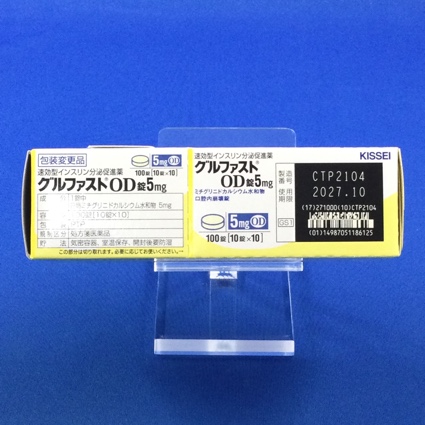 包装変更品
5mg OD
100錠[10錠×10]
速効型インスリン分泌促進薬
グルファストOD錠5mg
1錠中
ミチグリニドカルシウム水和物 5mg
[10錠×10]
処方箋医薬品
貯法 気密容器、室温保存、開封後要防湿
この部分は切り取れます。必要に応じてお使いください。
速効型インスリン分泌促進薬
グルファスト
OD錠5mg
ミチグリニドカルシウム水和物
口腔内崩壊錠
5mg OD
100錠[10錠×10]
KISSEI
製造番号 CTP2104
使用期限 2027.10
GS1
(17)271000(10)CTP2104
(01)14987051186125